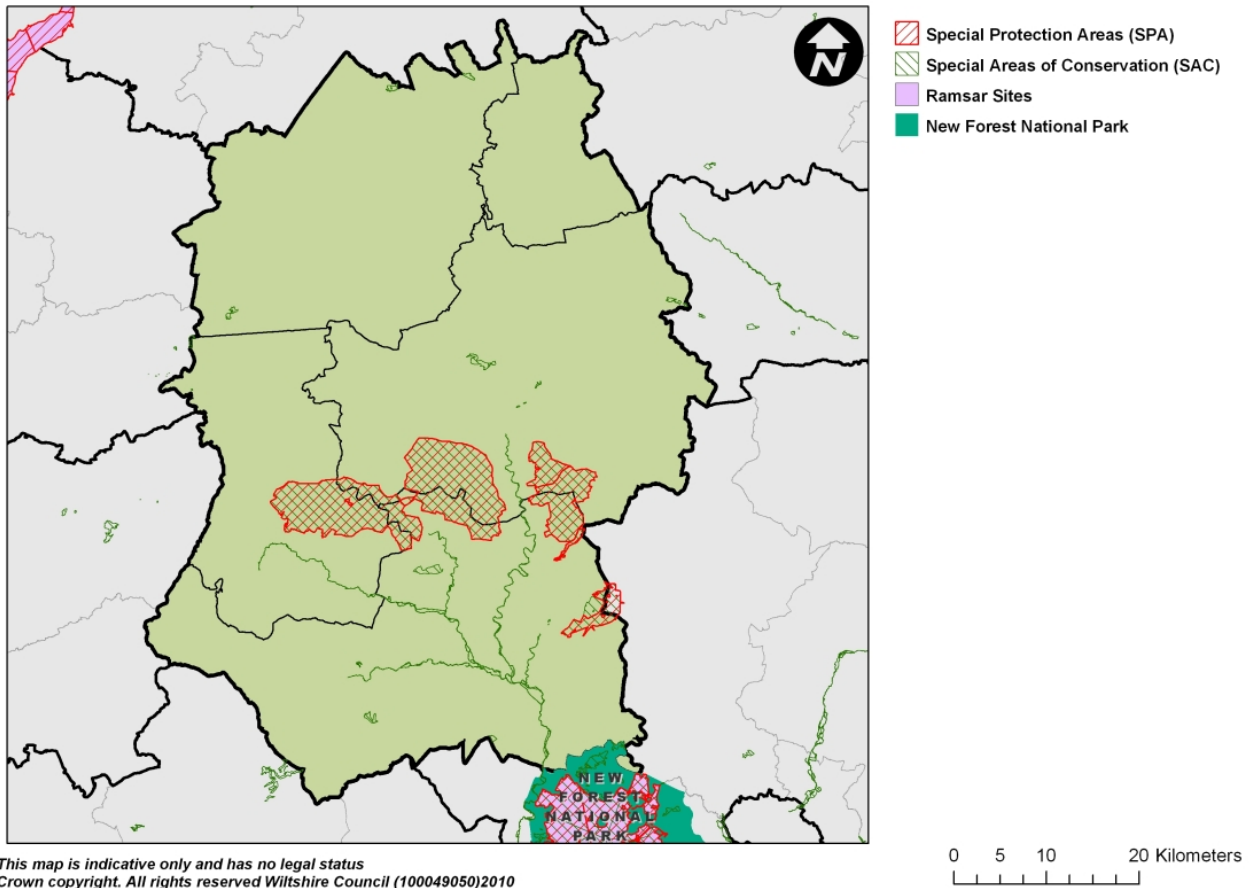 N
Special Protection Areas (SPA)
Special Areas of Conservation (SAC)
Ramsar Sites
New Forest National Park
NEW
FOREST
NATIONAL
PARK
This map is indicative only and has no legal status
Crown copyright. All rights reserved Wiltshire Council (100049050)2010
0 5 10 20 Kilometers